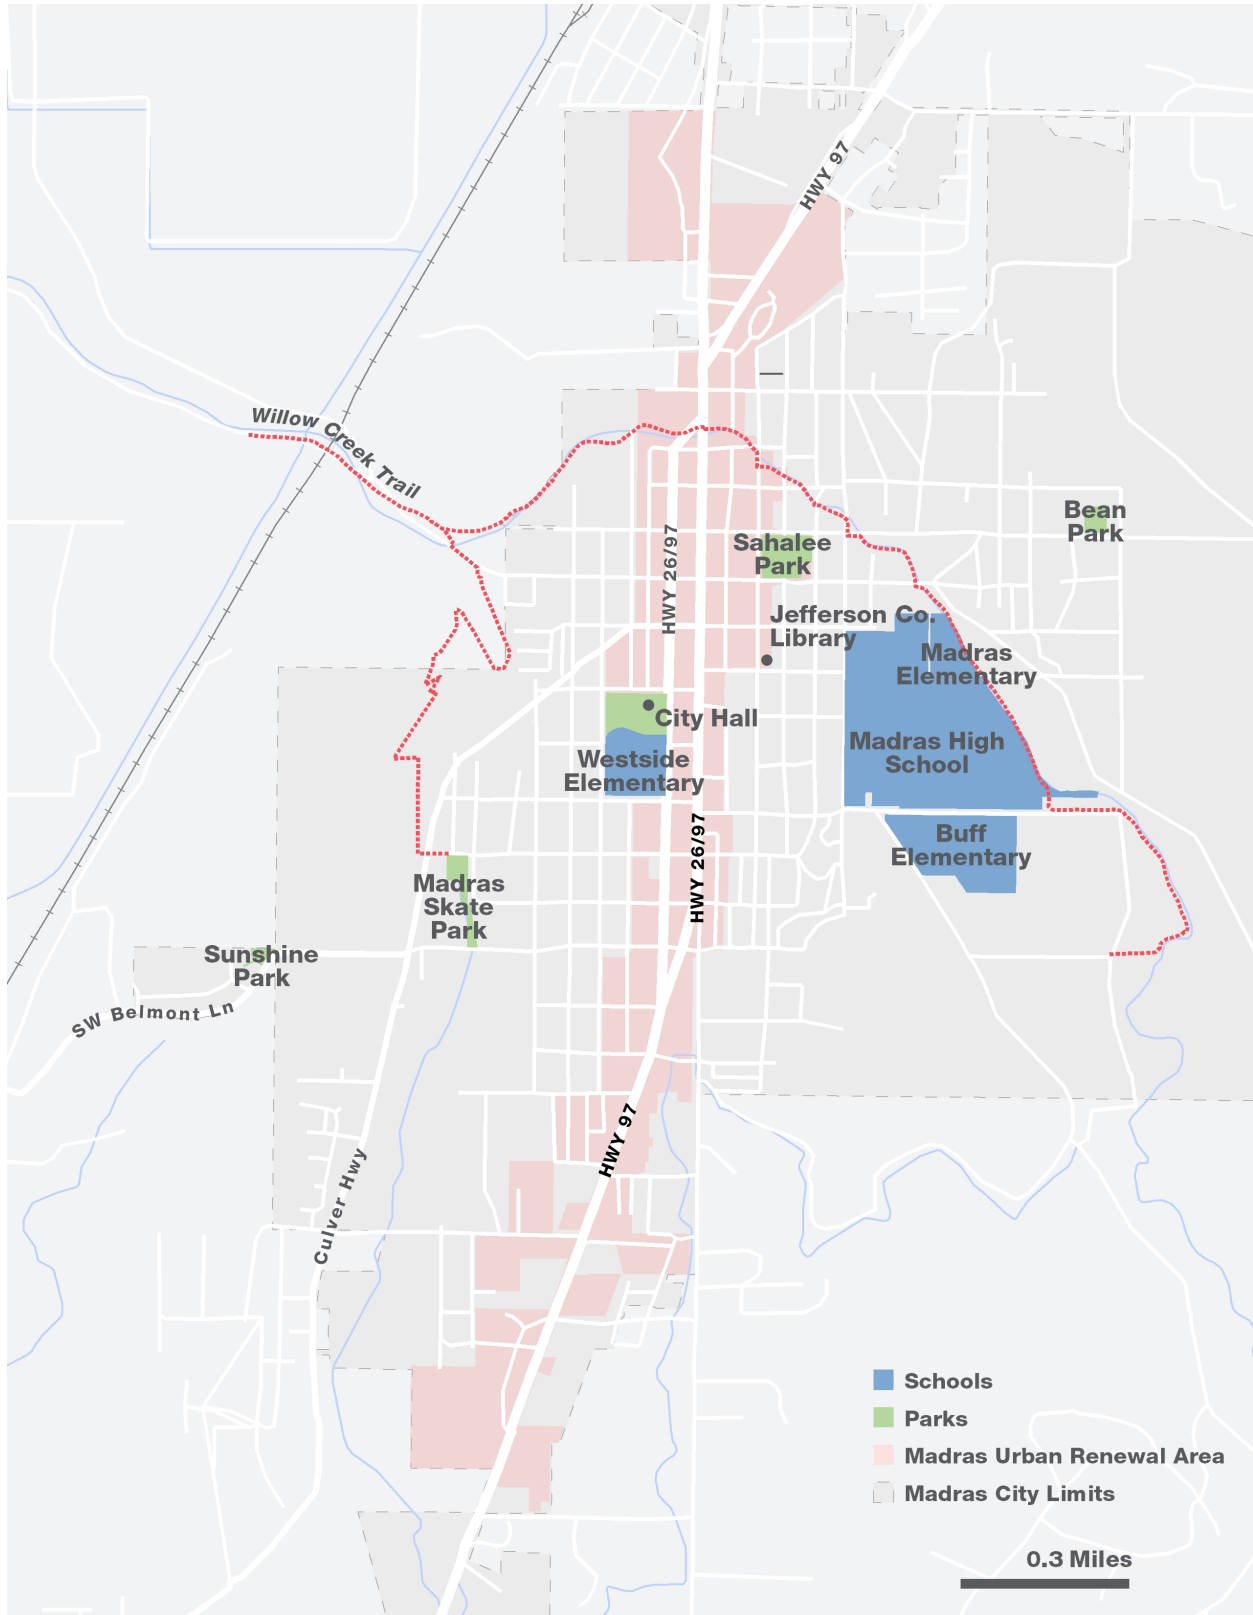 HWY 97
Willow Creek Trail
Bean
Park
Sahalee
Park
HWY 26/97
Jefferson Co.
Library
Madras
Elementary
City Hall
Westside
Elementary
Madras High
School
HWY 26/97
Buff
Elementary
Madras
Skate
Park
Sunshine
Park
SW Belmont Ln
HWY 97
Culver Hwy
Schools
Parks
Madras Urban Renewal Area
Madras City Limits
0.3 Miles